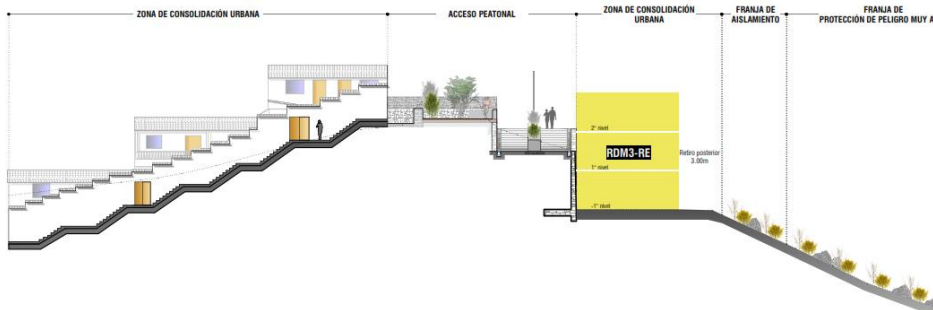 ZONA DE CONSOLIDACIÓN URBANA
ACCESO PEATONAL
ZONA DE CONSOLIDACIÓN
URBANA
FRANJA DE
AISLAMIENTO
FRANJA DE
PROTECCIÓN DE PELIGRO MUY A
2° nivel
RDM3-RE
Retiro posterior
3.00m
1° nivel
-1° nivel